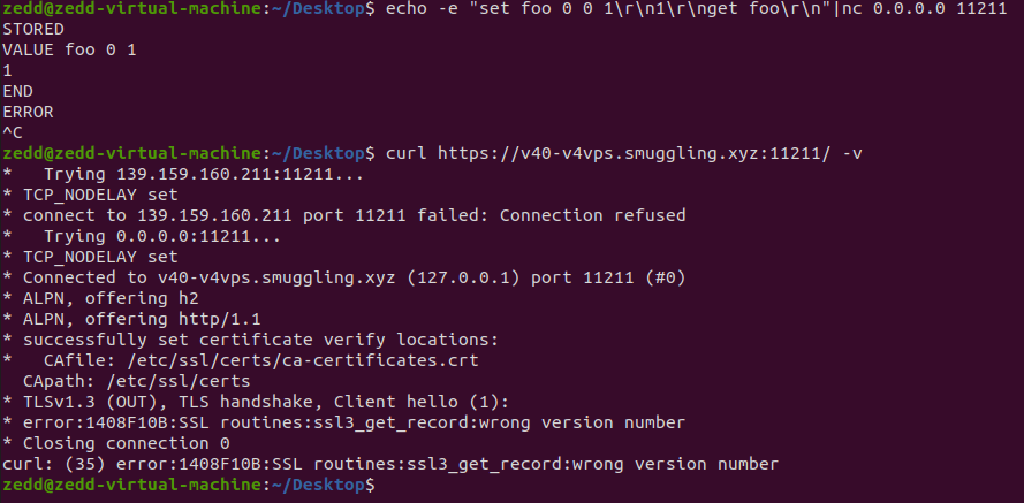 zedd@zedd-virtual-machine:~/Desktop$ echo -e "set foo 0 0 1\r\n1\r\nget foo\r\n"|nc 0.0.0.0 11211
STORED
VALUE foo 0 1
1
END
ERROR
^C
zedd@zedd-virtual-machine:~/Desktop$ curl https://v40-v4vps.smuggling.xyz:11211/ -v
*   Trying 139.159.160.211:11211...
* TCP_NODELAY set
* connect to 139.159.160.211 port 11211 failed: Connection refused
*   Trying 0.0.0.0:11211...
* TCP_NODELAY set
* Connected to v40-v4vps.smuggling.xyz (127.0.0.1) port 11211 (#0)
* ALPN, offering h2
* ALPN, offering http/1.1
* successfully set certificate verify locations:
*   CAfile: /etc/ssl/certs/ca-certificates.crt
  CApath: /etc/ssl/certs
* TLSv1.3 (OUT), TLS handshake, Client hello (1):
* error:1408F10B:SSL routines:ssl3_get_record:wrong version number
* Closing connection 0
curl: (35) error:1408F10B:SSL routines:ssl3_get_record:wrong version number
zedd@zedd-virtual-machine:~/Desktop$